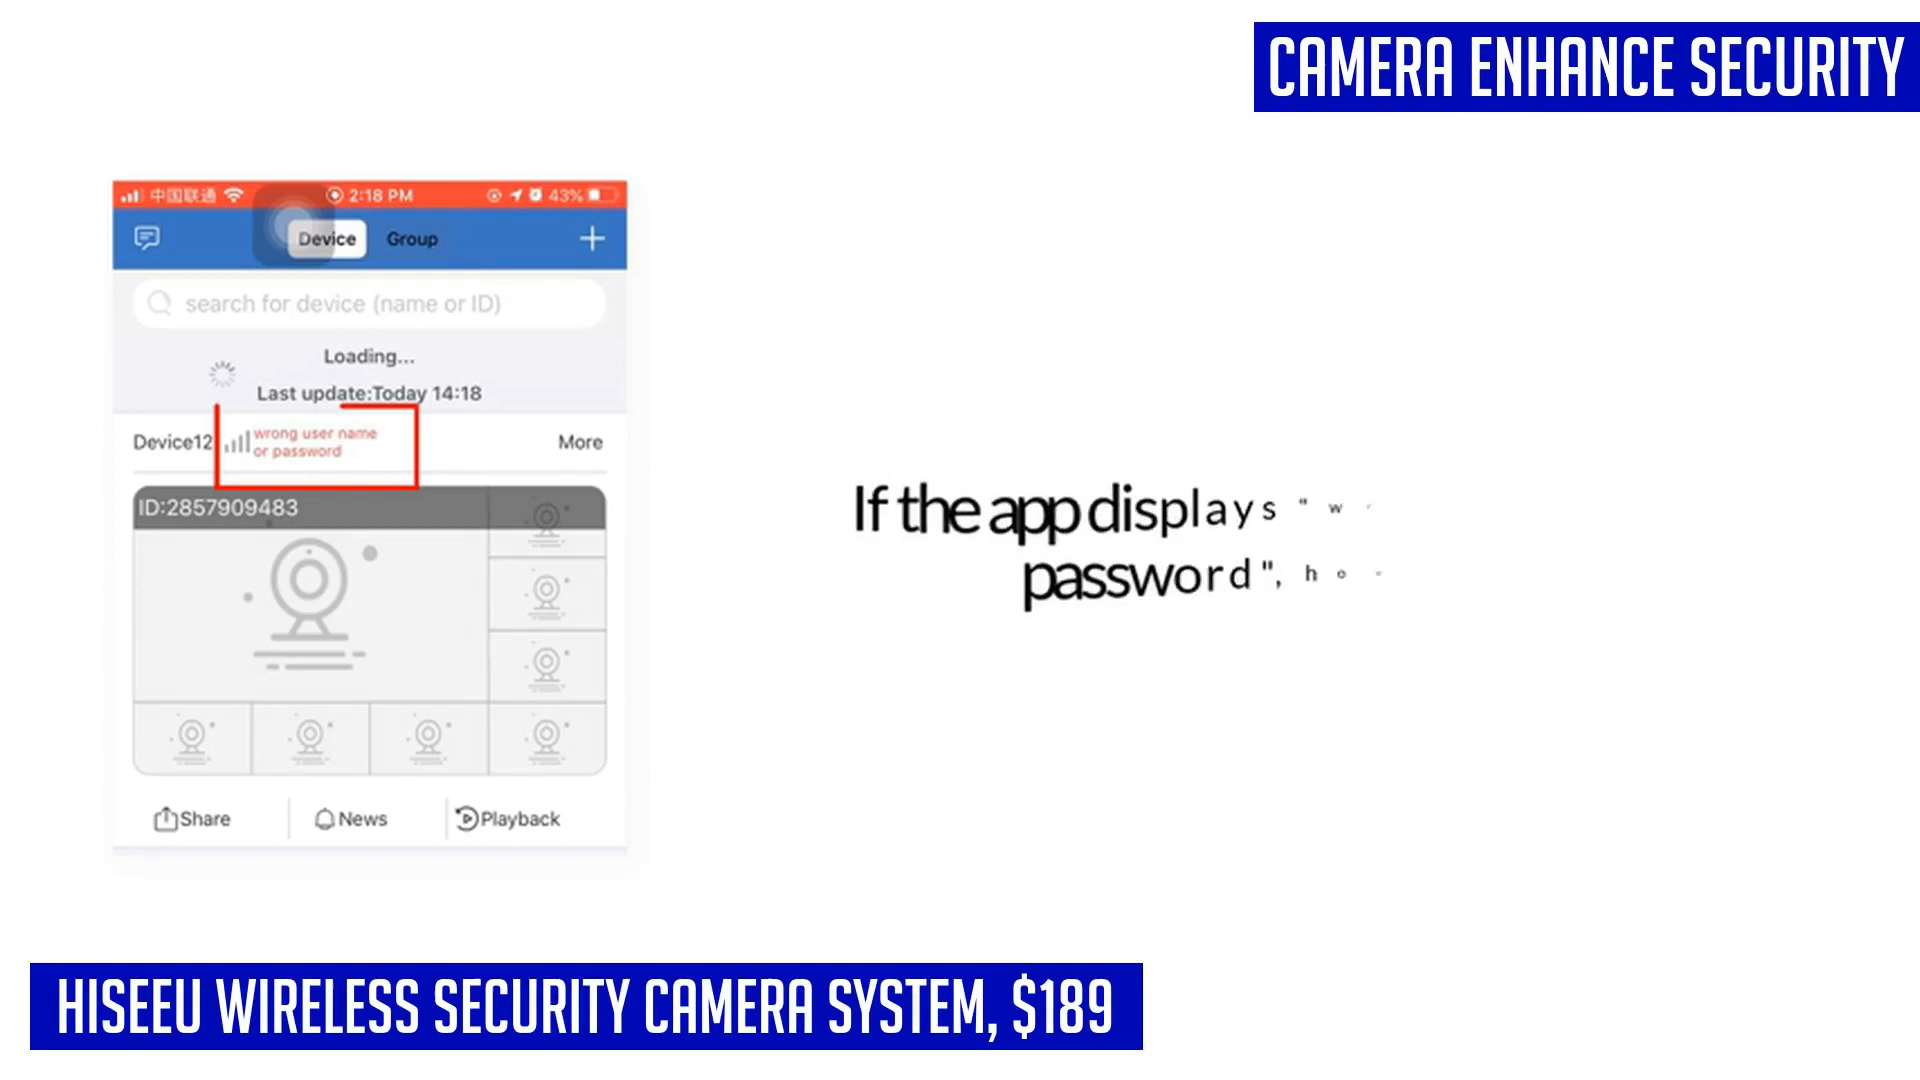 CAMERA ENHANCE SECURITY
中国联通 2:18 PM 43%
Device Group
search for device (name or ID)
Loading...
Last update:Today 14:18
Device12 wrong user name
or password
More
ID:2857909483
If the app displays " w
password", ho
Share News Playback
HISEEU WIRELESS SECURITY CAMERA SYSTEM, $189